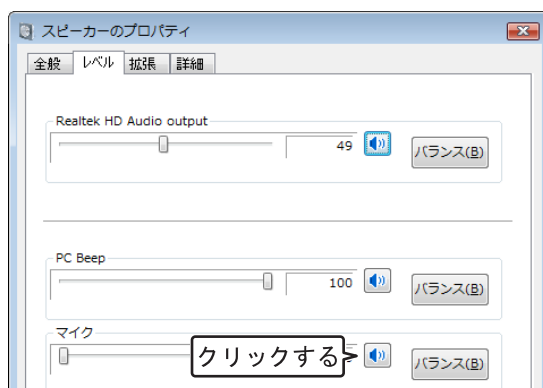 スピーカーのプロパティ
全般 レベル 拡張 詳細
Realtek HD Audio output
49 バランス(B)
PC Beep
100 バランス(B)
マイク
クリックする バランス(B)